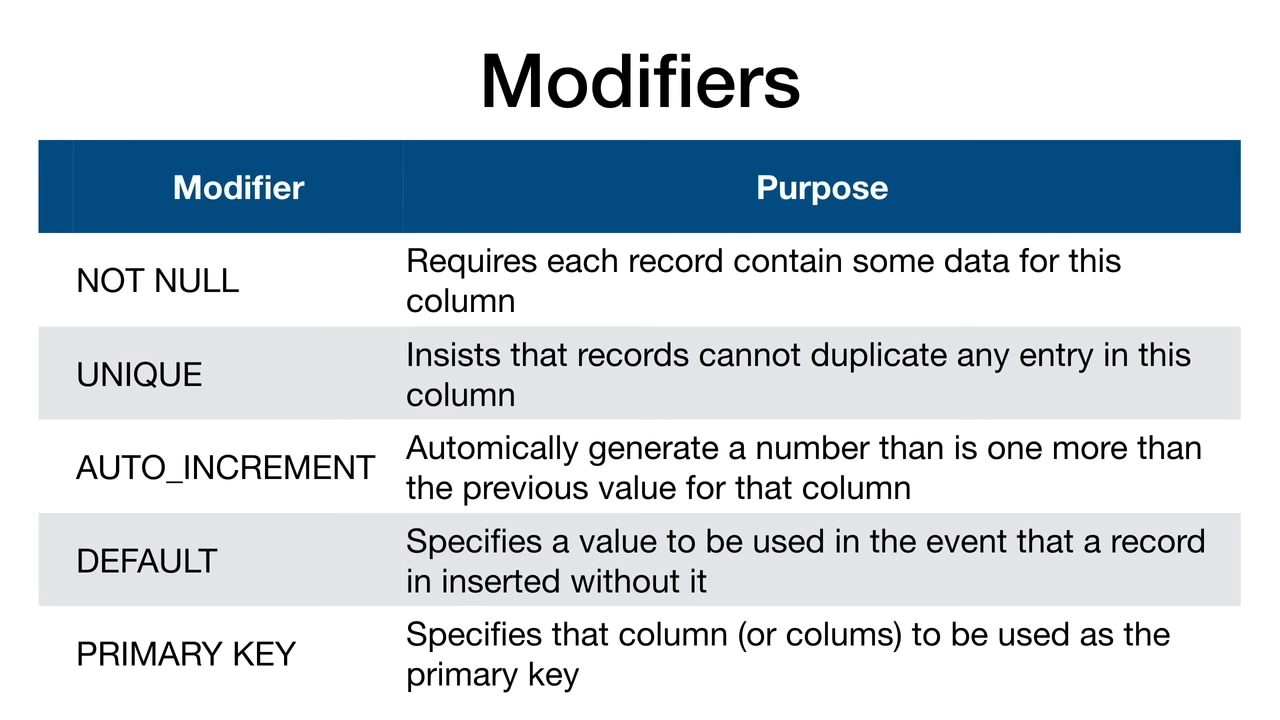 Modifiers
Modifier Purpose
NOT NULL
Requires each record contain some data for this
column
UNIQUE
Insists that records cannot duplicate any entry in this
column
AUTO_INCREMENT
Automically generate a number than is one more than
the previous value for that column
DEFAULT
Specifies a value to be used in the event that a record
in inserted without it
PRIMARY KEY
Specifies that column (or colums) to be used as the
primary key